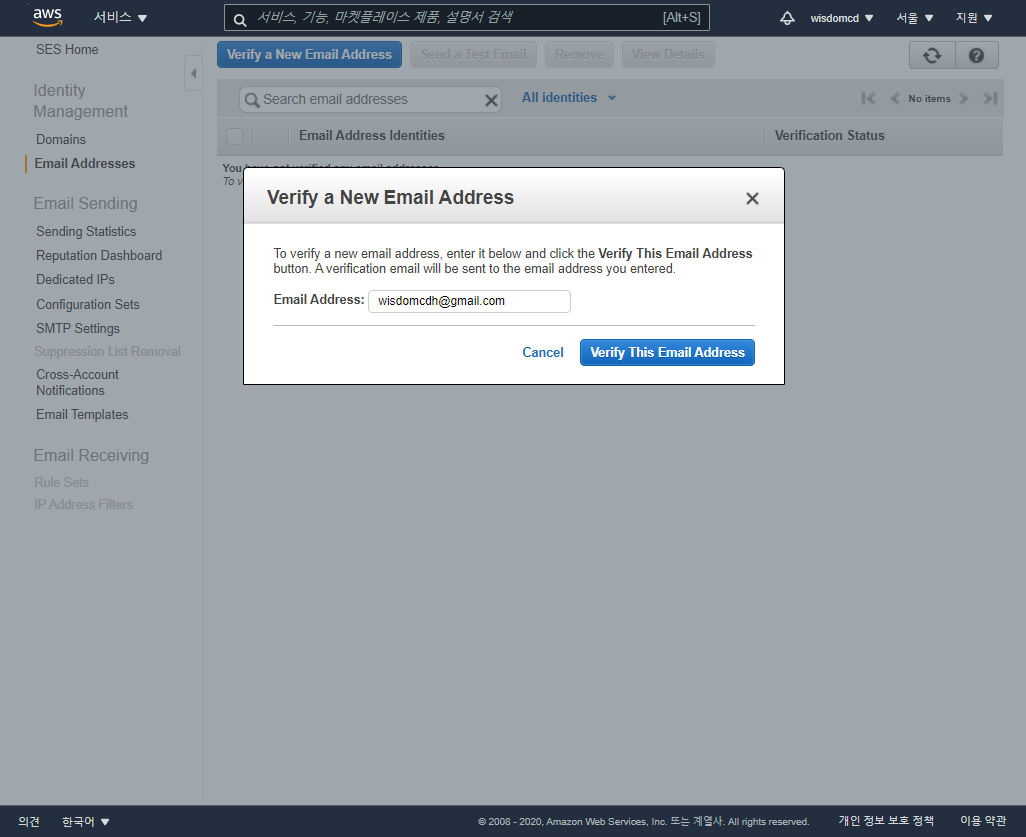 aws
서비스
서비스, 기능, 마켓플레이스 제품, 설명서 검색
[Alt+S]
wisdomcd
서울
지원
SES Home
Identity
Management
Domains
Email Addresses
Email Sending
Sending Statistics
Reputation Dashboard
Dedicated IPs
Configuration Sets
SMTP Settings
Suppression List Removal
Cross-Account
Notifications
Email Templates
Email Receiving
Rule Sets
IP Address Filters
Verify a New Email Address
Send a Test Email
Remove
View Details
Search email addresses
All identities
No items
Email Address Identities
Verification Status
You have not verified any email addresses
To v
Verify a New Email Address
To verify a new email address, enter it below and click the Verify This Email Address
button. A verification email will be sent to the email address you entered.
Email Address: wisdomcdh@gmail.com
Cancel
Verify This Email Address
의견
한국어
© 2008 - 2020, Amazon Web Services, Inc. 또는 계열사. All rights reserved.
개인 정보 보호 정책
이용 약관